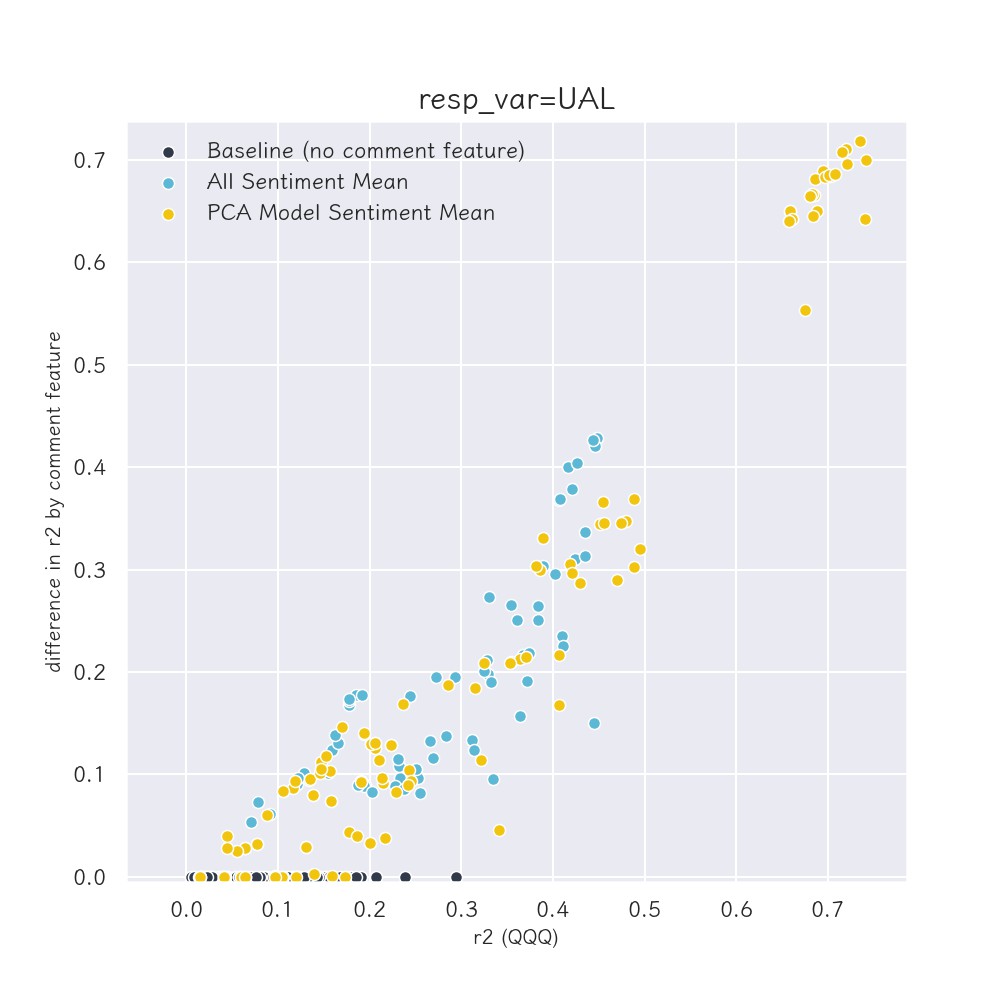 resp_var=UAL
Baseline (no comment feature)
All Sentiment Mean
PCA Model Sentiment Mean
difference in r2 by comment feature
0.7
0.6
0.5
0.4
0.3
0.2
0.1
0.0
0.0 0.1 0.2 0.3 0.4 0.5 0.6 0.7
r2 (QQQ)